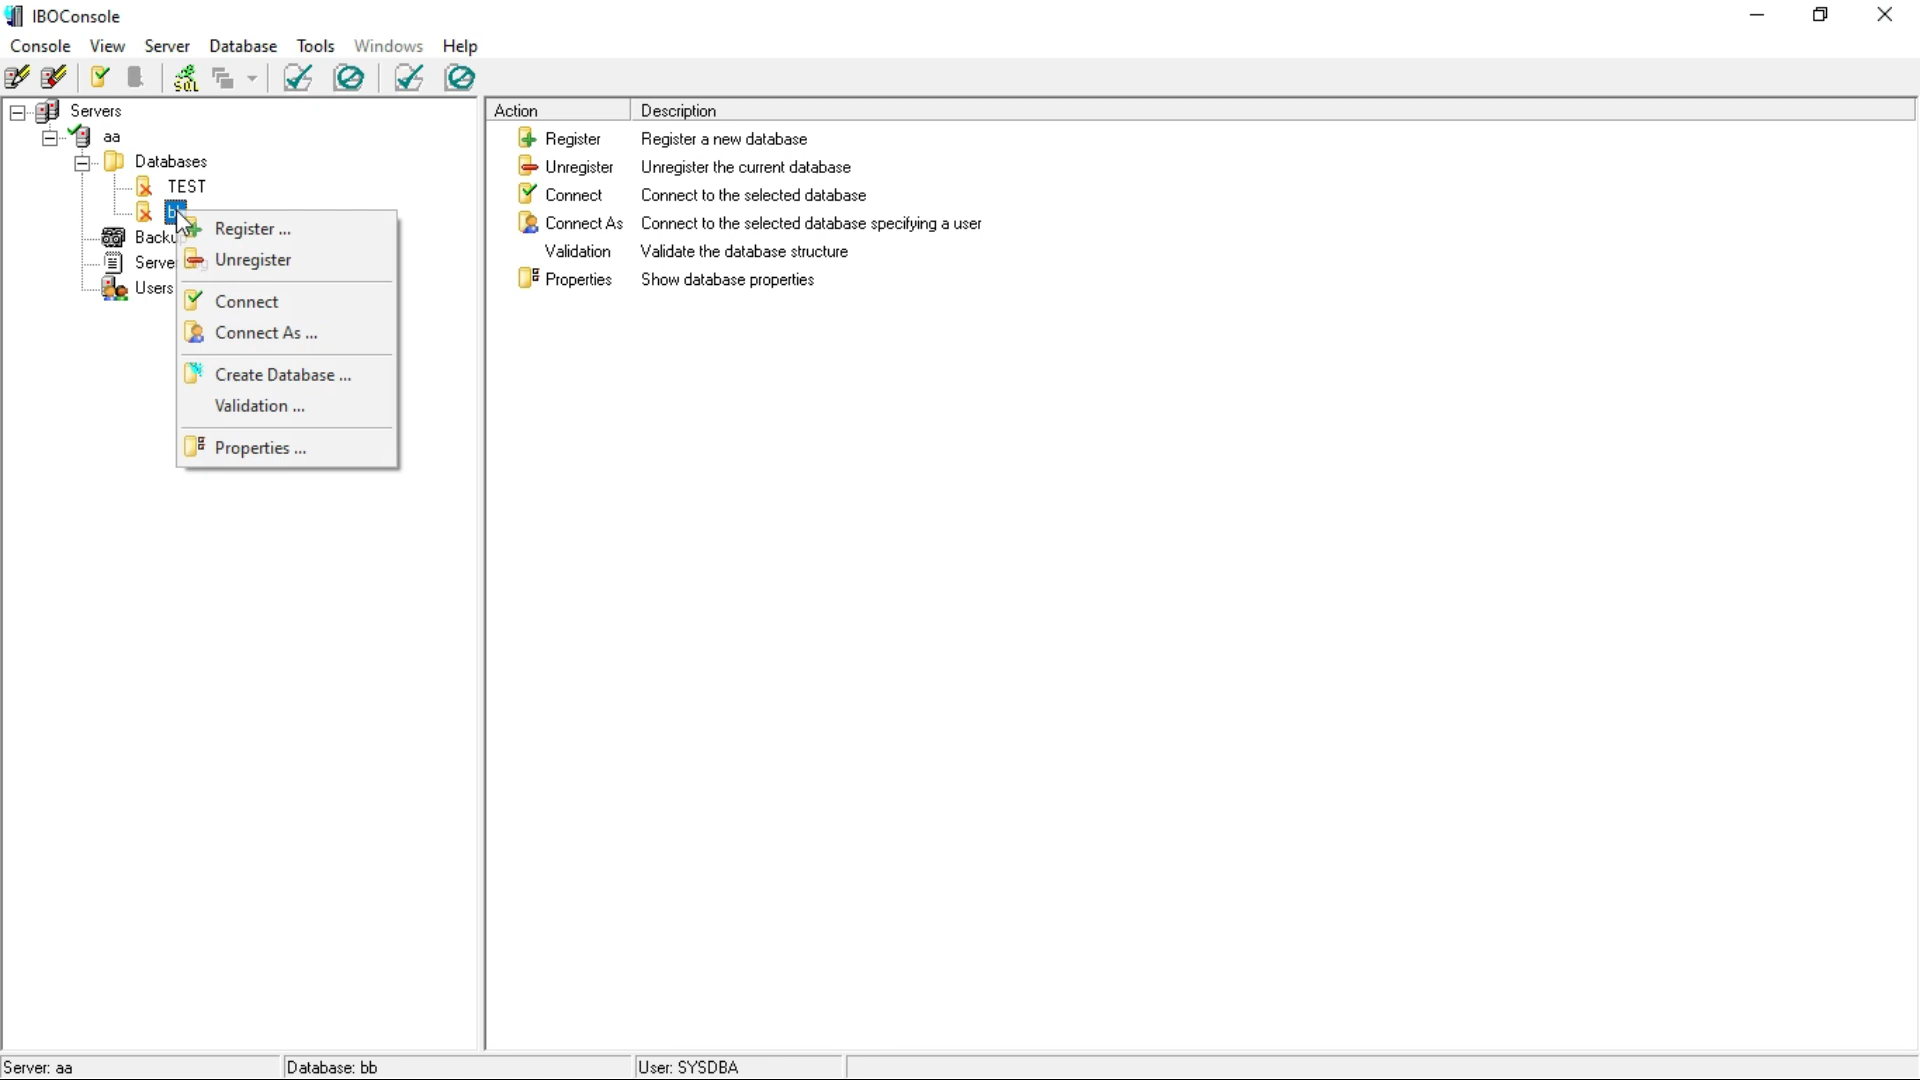 IBOConsole
Console View Server Database Tools Windows Help
SQL
Servers
aa
Databases
TEST
Users
Register ...
Unregister
Connect
Connect As ...
Create Database ...
Validation ...
Properties ...
Action Description
Register Register a new database
Unregister Unregister the current database
Connect Connect to the selected database
Connect As Connect to the selected database specifying a user
Validation Validate the database structure
Properties Show database properties
Server: aa Database: bb User: SYSDBA